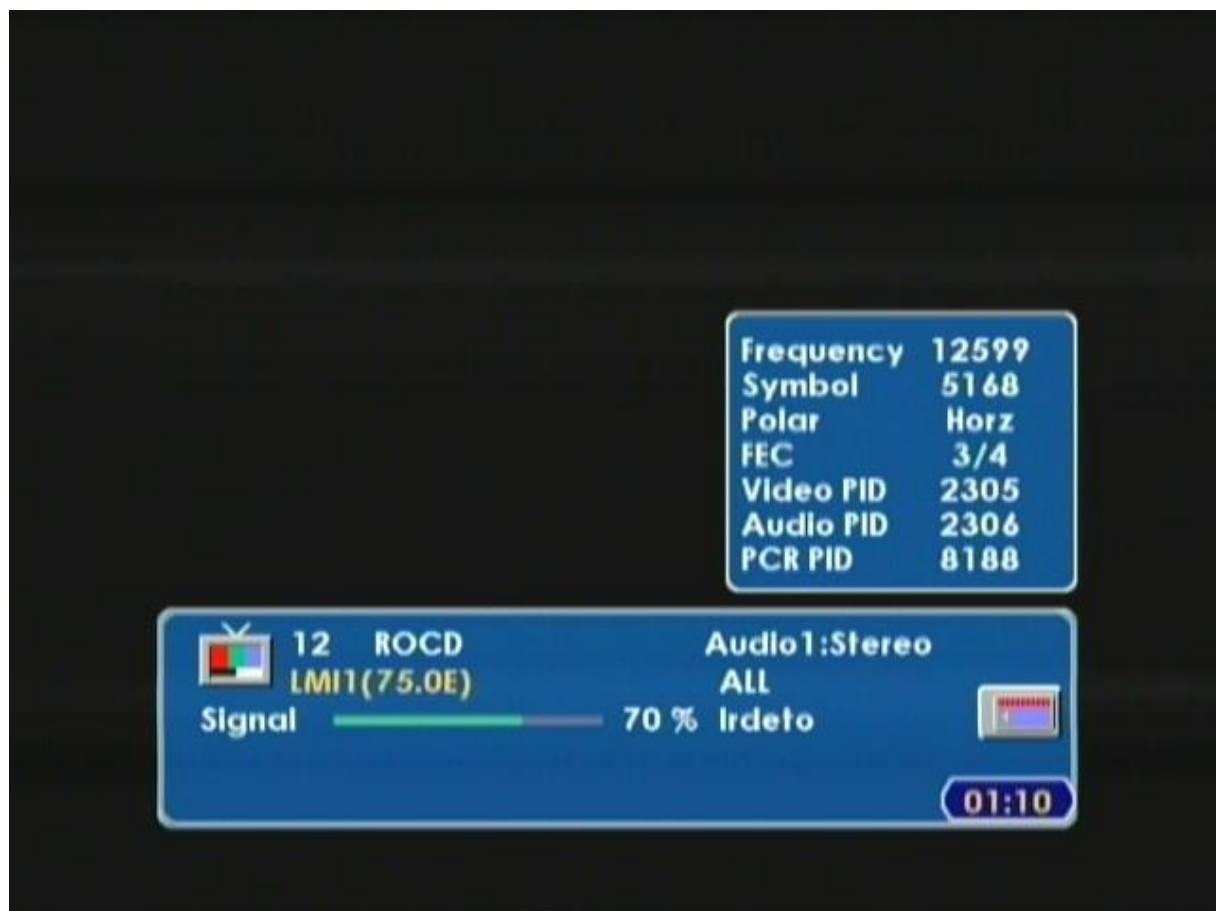 Frequency 12599
Symbol 5168
Polar Horz
FEC 3/4
Video PID 2305
Audio PID 2306
PCR PID 8188
12 ROCD Audio1:Stereo
LMI1(75.0E) ALL
Signal 70 % Irdeto
01:10